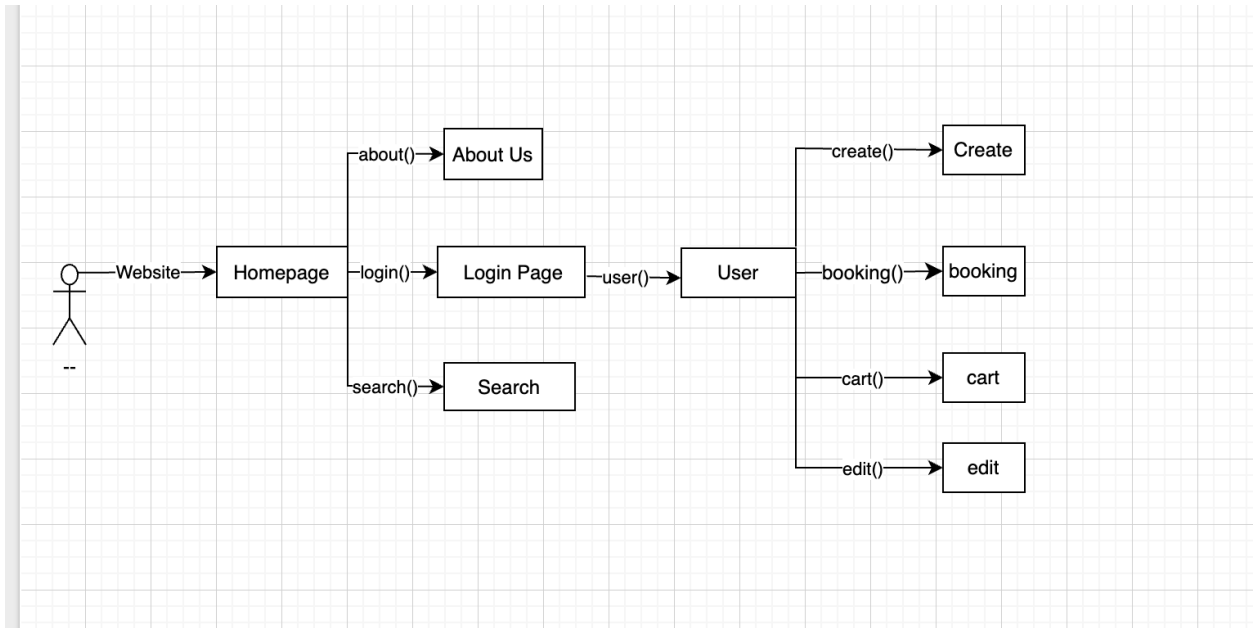 about()
About Us
create()
Create
Website
Homepage
login()
Login Page
user()
User
booking()
booking
--
search()
Search
cart()
cart
edit()
edit